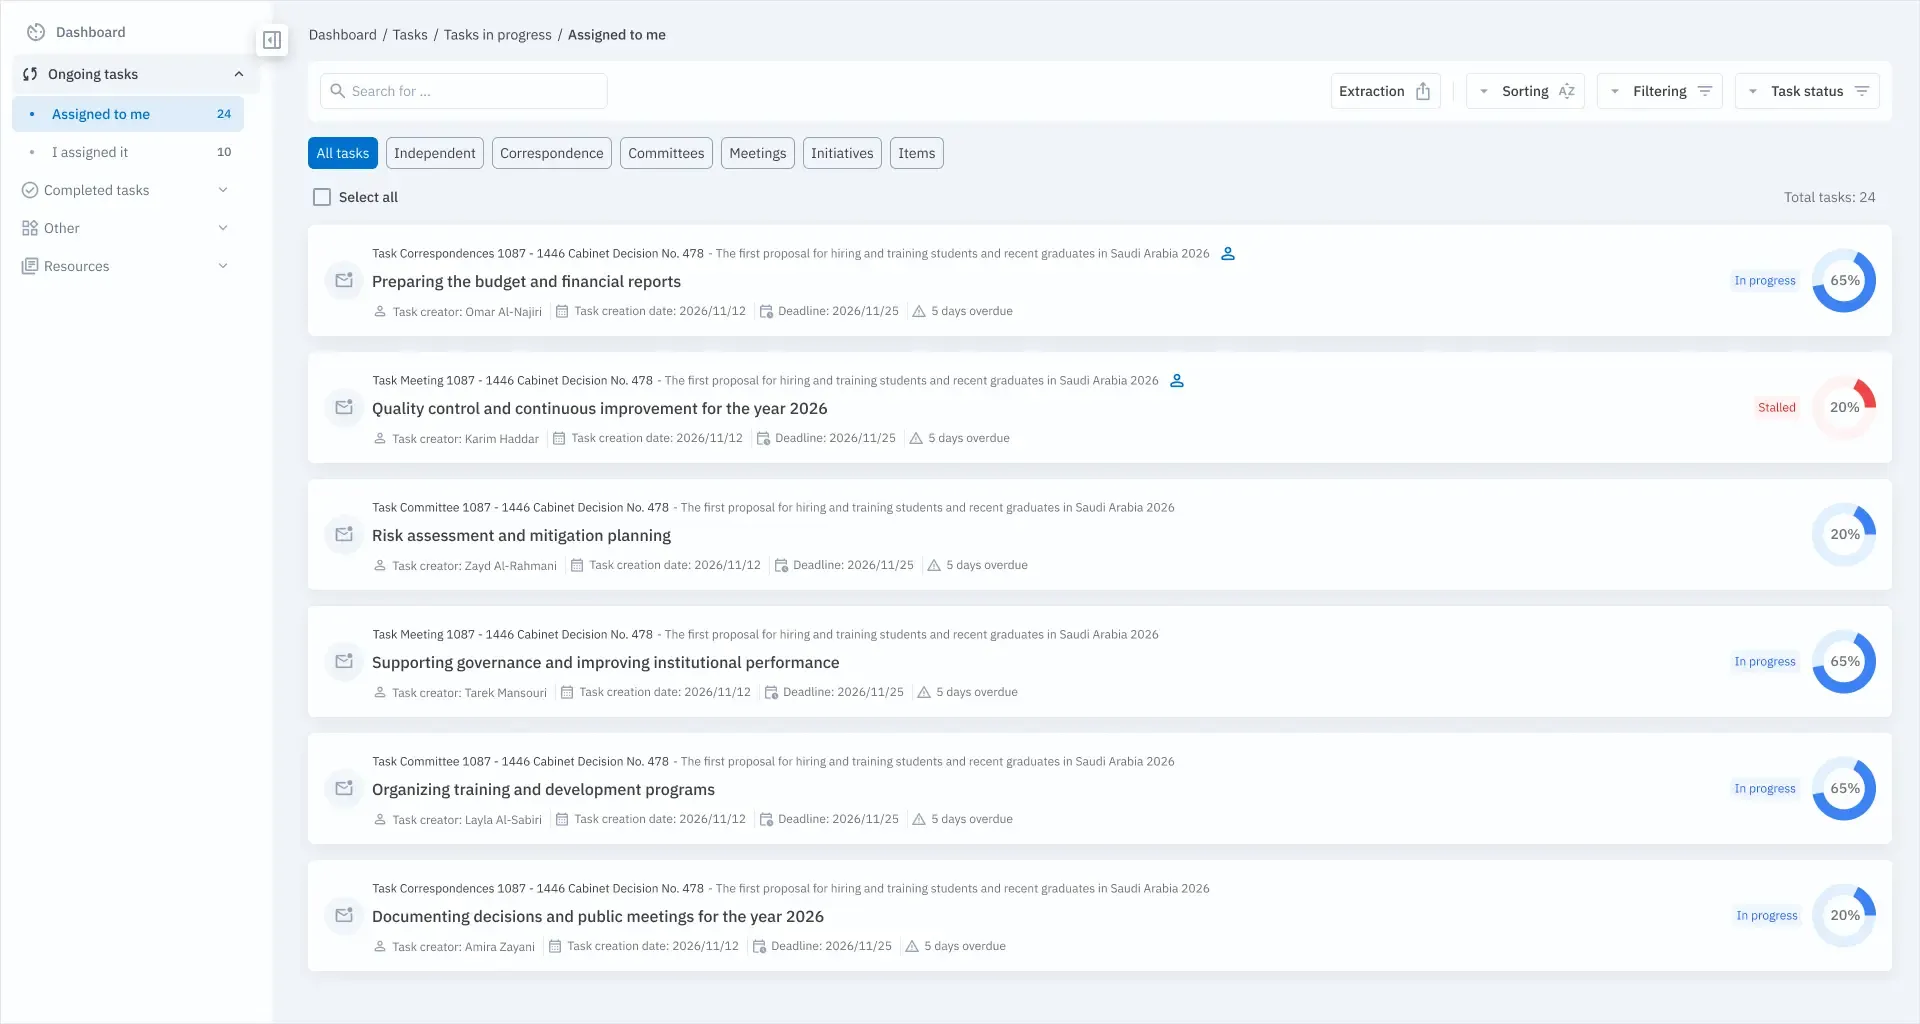 Dashboard
Ongoing tasks
Assigned to me 24
I assigned it 10
Completed tasks
Other
Resources
Dashboard / Tasks / Tasks in progress / Assigned to me
Search for ...
Extraction
Sorting
Filtering
Task status
All tasks
Independent
Correspondence
Committees
Meetings
Initiatives
Items
Select all
Total tasks: 24
Task Correspondences 1087 - 1446 Cabinet Decision No. 478 - The first proposal for hiring and training students and recent graduates in Saudi Arabia 2026
Preparing the budget and financial reports
Task creator: Omar Al-Najiri Task creation date: 2026/11/12 Deadline: 2026/11/25 5 days overdue
In progress 65%
Task Meeting 1087 - 1446 Cabinet Decision No. 478 - The first proposal for hiring and training students and recent graduates in Saudi Arabia 2026
Quality control and continuous improvement for the year 2026
Task creator: Karim Haddar Task creation date: 2026/11/12 Deadline: 2026/11/25 5 days overdue
Stalled 20%
Task Committee 1087 - 1446 Cabinet Decision No. 478 - The first proposal for hiring and training students and recent graduates in Saudi Arabia 2026
Risk assessment and mitigation planning
Task creator: Zayd Al-Rahmani Task creation date: 2026/11/12 Deadline: 2026/11/25 5 days overdue
20%
Task Meeting 1087 - 1446 Cabinet Decision No. 478 - The first proposal for hiring and training students and recent graduates in Saudi Arabia 2026
Supporting governance and improving institutional performance
Task creator: Tarek Mansouri Task creation date: 2026/11/12 Deadline: 2026/11/25 5 days overdue
In progress 65%
Task Committee 1087 - 1446 Cabinet Decision No. 478 - The first proposal for hiring and training students and recent graduates in Saudi Arabia 2026
Organizing training and development programs
Task creator: Layla Al-Sabiri Task creation date: 2026/11/12 Deadline: 2026/11/25 5 days overdue
In progress 65%
Task Correspondences 1087 - 1446 Cabinet Decision No. 478 - The first proposal for hiring and training students and recent graduates in Saudi Arabia 2026
Documenting decisions and public meetings for the year 2026
Task creator: Amira Zayani Task creation date: 2026/11/12 Deadline: 2026/11/25 5 days overdue
In progress 20%